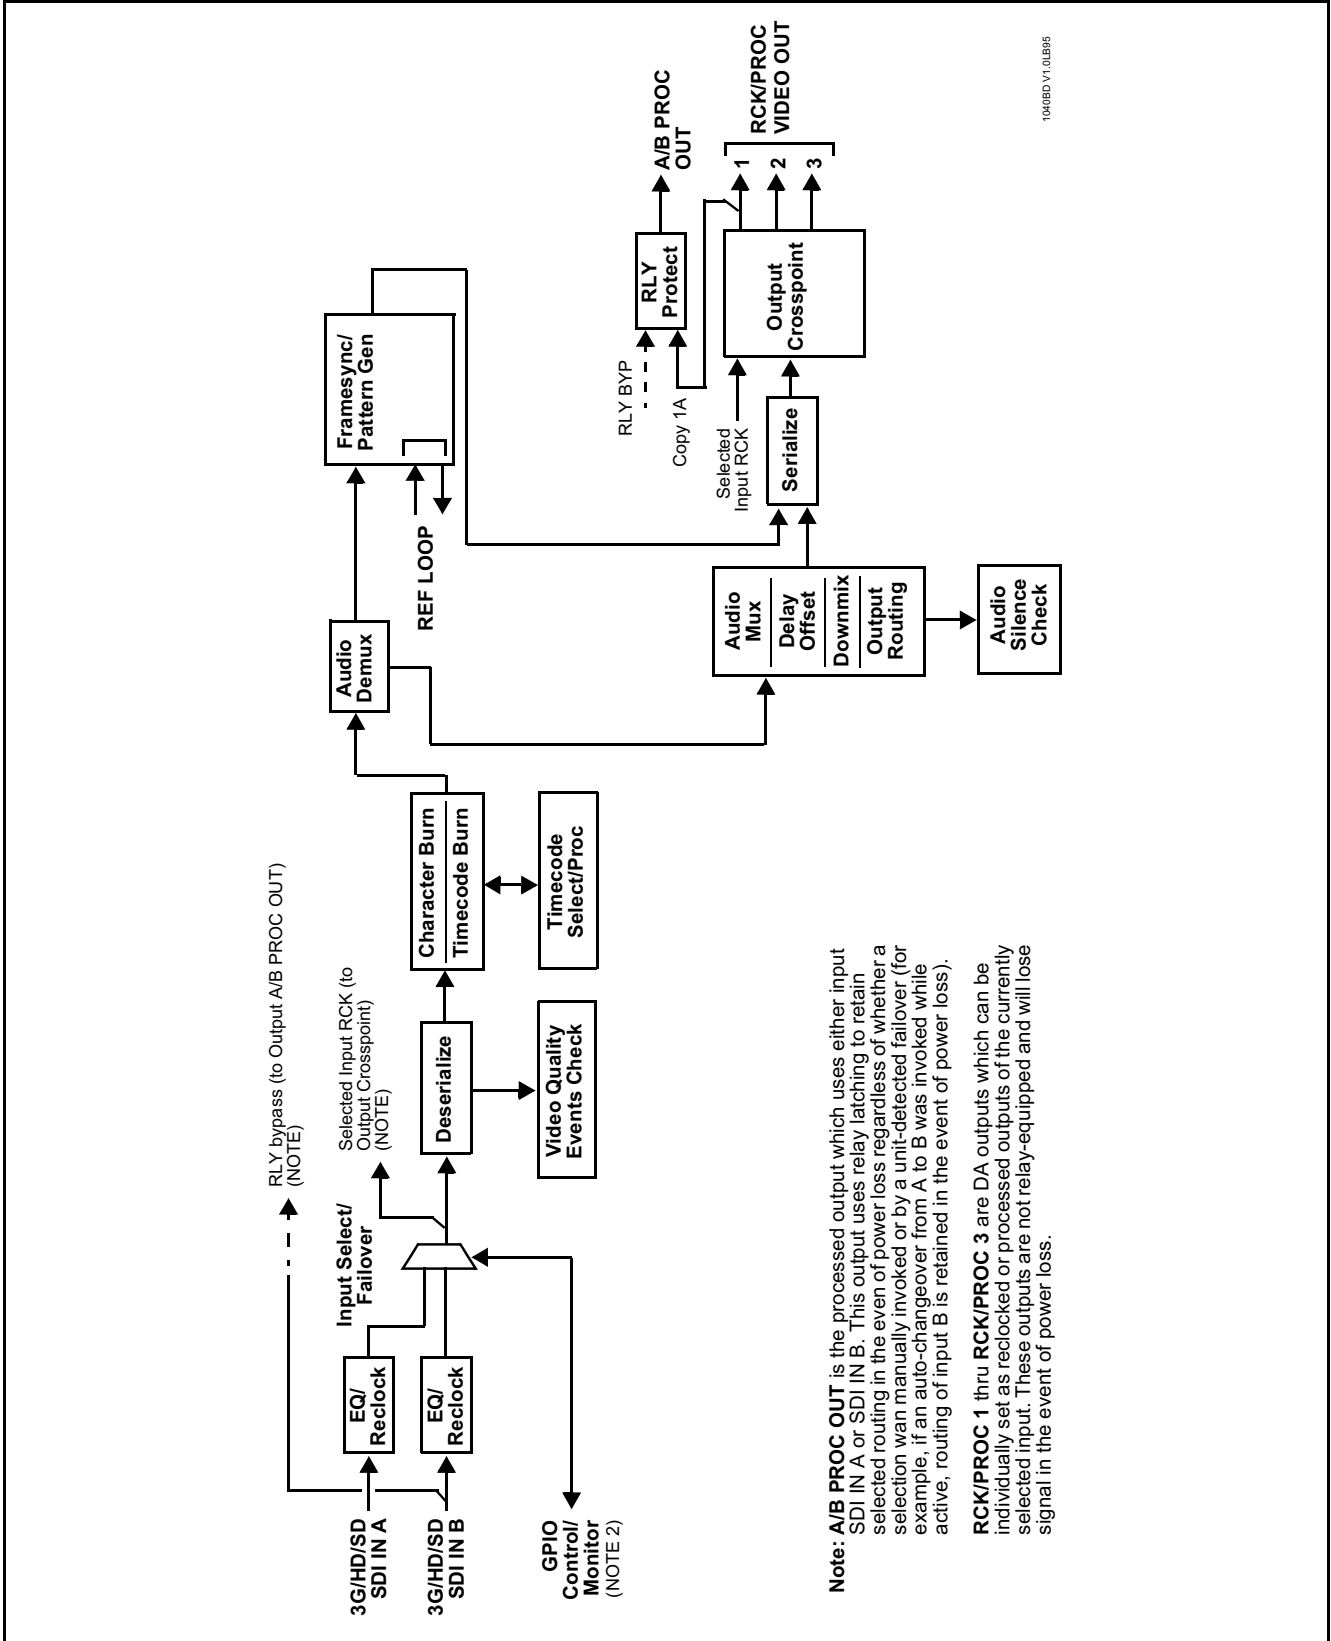 3G/HD/SD
SDI IN A
3G/HD/SD
SDI IN B
GPIO
Control/
Monitor
(NOTE 2)
EQ/
Reclock
EQ/
Reclock
Input Select/
Failover
RLY bypass (to Output A/B PROC OUT)
(NOTE)
Selected Input RCK (to
Output Crosspoint)
(NOTE)
Deserialize
Video Quality
Events Check
Character Burn
Timecode Burn
Timecode
Select/Proc
Audio
Demux
REF LOOP
Framesync/
Pattern Gen
Audio
Mux
Delay
Offset
Downmix
Output
Routing
Audio
Silence
Check
RLY BYP
Copy 1A
Selected
Input RCK
Serialize
RLY
Protect
Output
Crosspoint
A/B PROC
OUT
1
2
3
RCK/PROC
VIDEO OUT
Note: A/B PROC OUT is the processed output which uses either input
SDI IN A or SDI IN B. This output uses relay latching to retain
selected routing in the even of power loss regardless of whether a
selection wan manually invoked or by a unit-detected failover (for
example, if an auto-changeover from A to B was invoked while
active, routing of input B is retained in the event of power loss).
RCK/PROC 1 thru RCK/PROC 3 are DA outputs which can be
individually set as reclocked or processed outputs of the currently
selected input. These outputs are not relay-equipped and will lose
signal in the event of power loss.
1040BD V1.0LB95